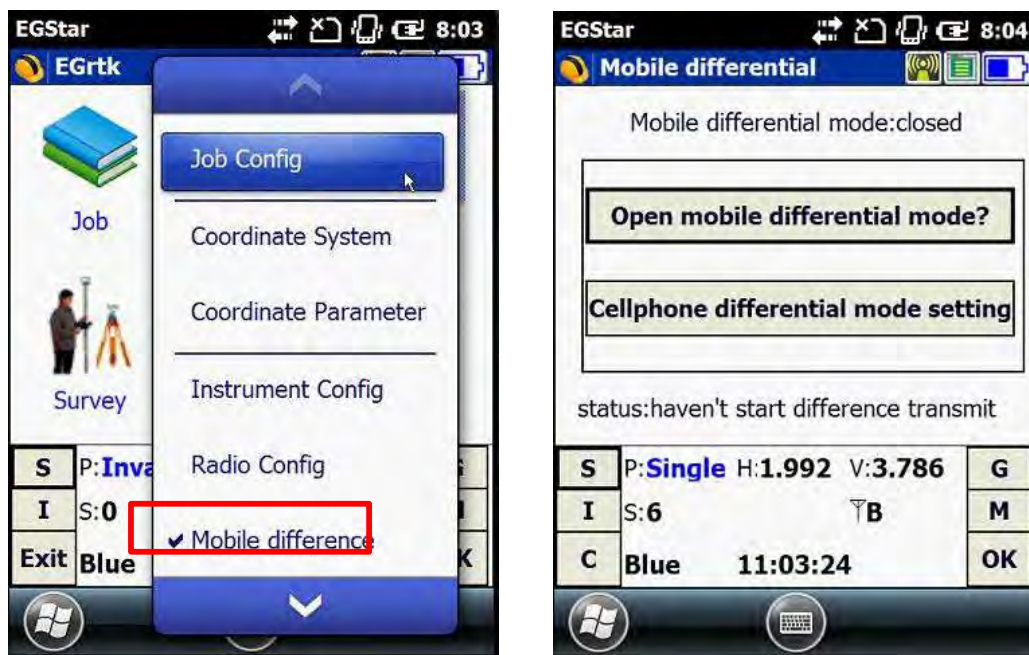 EGStar 8:03
EGrtk
Job Config
Job
Coordinate System
Coordinate Parameter
Survey
Instrument Config
S P:Inva
Radio Config
I S:0
Mobile difference
Exit Blue K
EGStar 8:04
Mobile differential
Mobile differential mode:closed
Open mobile differential mode?
Cellphone differential mode setting
status:haven't start difference transmit
S P:Single H:1.992 V:3.786 G
I S:6 B M
C Blue 11:03:24 OK